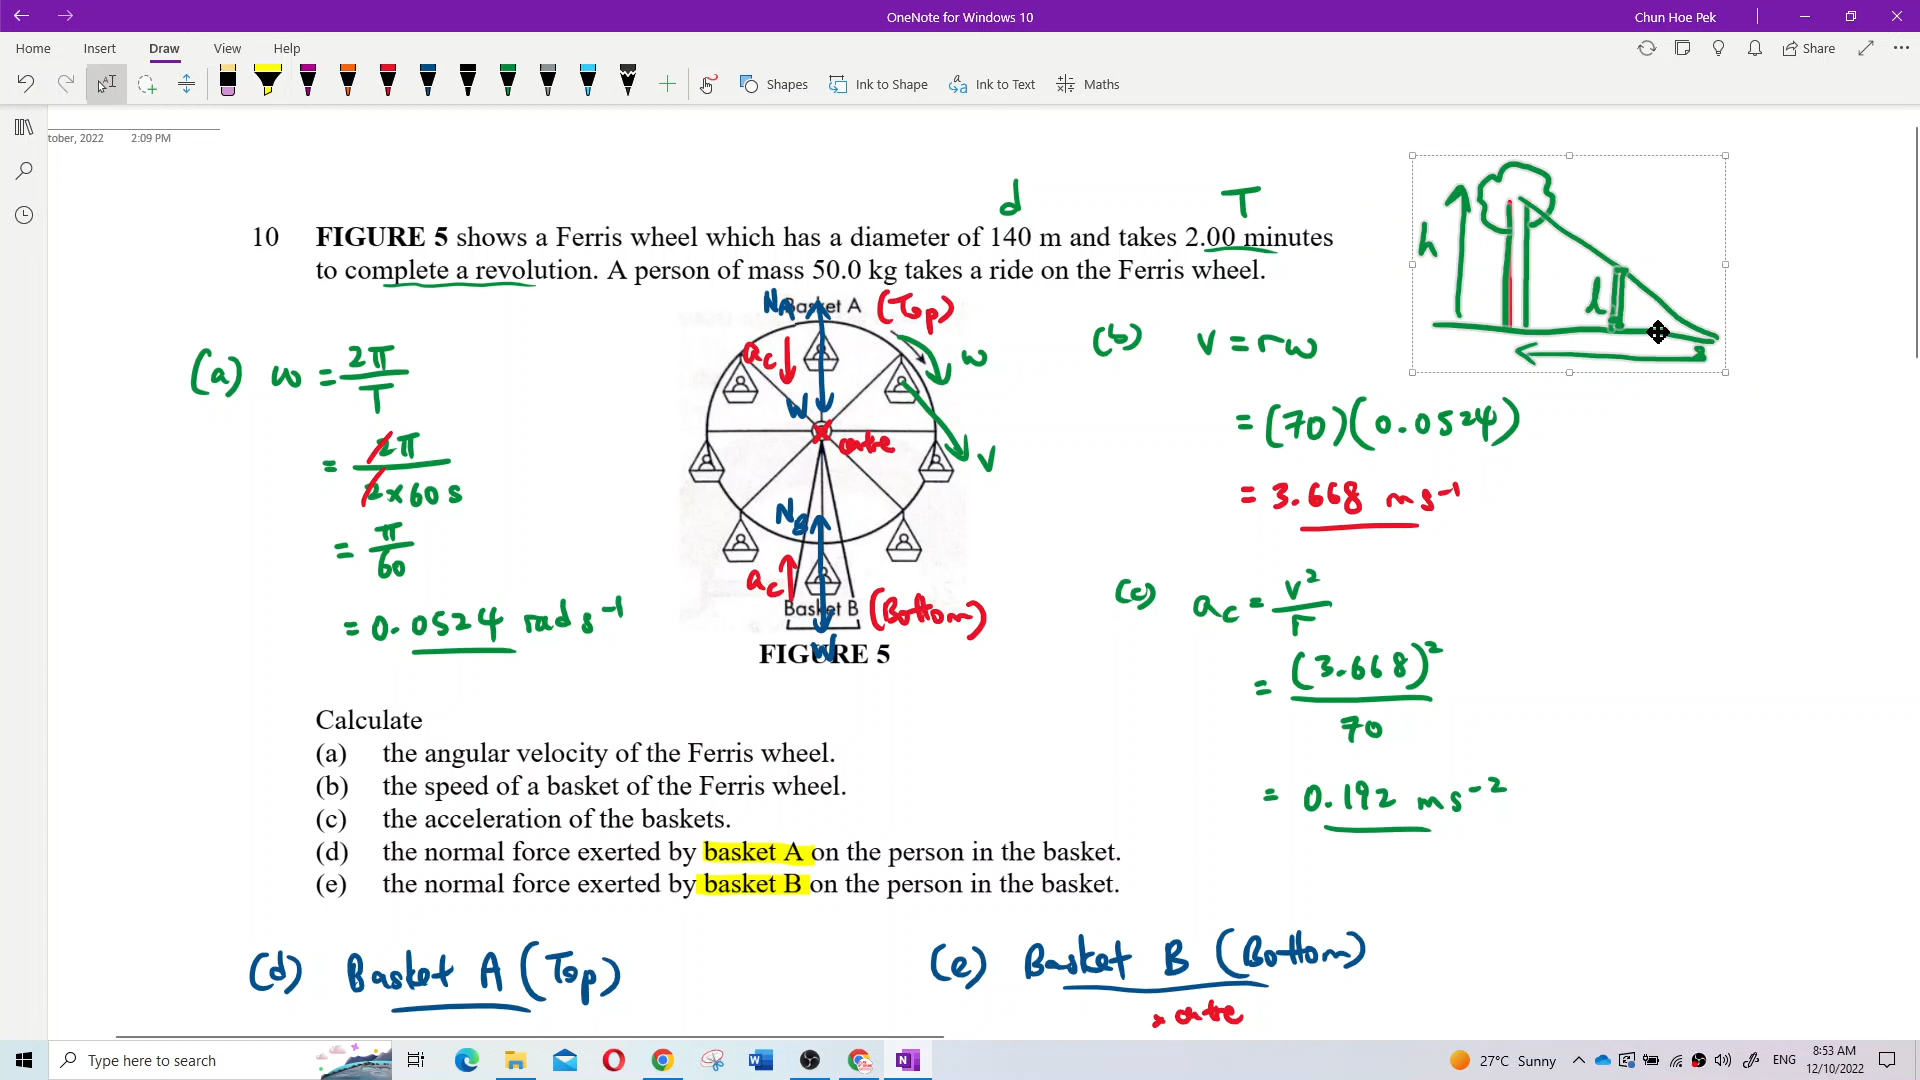 OneNote for Windows 10
Chun Hoe Pek
Home Insert Draw View Help
Share
Shapes Ink to Shape Ink to Text Maths
tober, 2022 2:09 PM
d T
10 FIGURE 5 shows a Ferris wheel which has a diameter of 140 m and takes 2.00 minutes
to complete a revolution. A person of mass 50.0 kg takes a ride on the Ferris wheel.
h
l
s
(a) ω = 2π/T
= 2π/2×60 s
= π/60
= 0.0524 rad s⁻¹
N_A Basket A (Top)
a_c
ω
W
centre
v
N_B
a_c
Basket B (Bottom)
W
FIGURE 5
(b) v = rω
= (70)(0.0524)
= 3.668 ms⁻¹
(c) a_c = v²/r
= (3.668)²/70
= 0.192 ms⁻²
Calculate
(a) the angular velocity of the Ferris wheel.
(b) the speed of a basket of the Ferris wheel.
(c) the acceleration of the baskets.
(d) the normal force exerted by basket A on the person in the basket.
(e) the normal force exerted by basket B on the person in the basket.
(d) Basket A (Top)
(e) Basket B (Bottom)
× centre
Type here to search
27°C Sunny
ENG
8:53 AM
12/10/2022